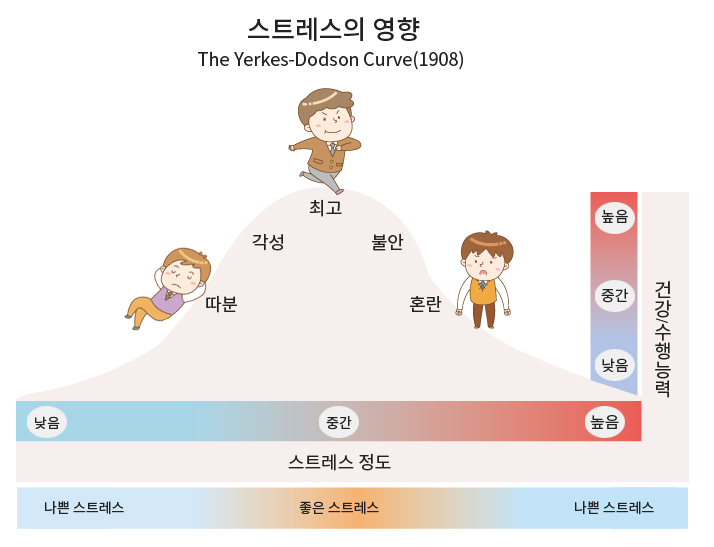 스트레스의 영향
The Yerkes-Dodson Curve(1908)
최고
각성
불안
따분
혼란
높음
중간
낮음
건강/수행능력
낮음
중간
높음
스트레스 정도
나쁜 스트레스
좋은 스트레스
나쁜 스트레스